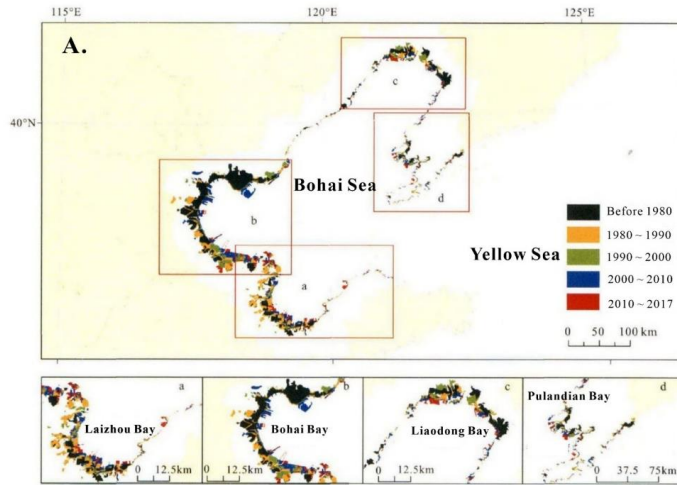 115°E
120°E
125°E
A.
40°N
c
d
b
a
Bohai Sea
Yellow Sea
Before 1980
1980~1990
1990~2000
2000~2010
2010~2017
0 50 100 km
a
Laizhou Bay
0 12.5km
b
Bohai Bay
0 12.5km
c
Liaodong Bay
0 12.5km
d
Pulandian Bay
0 37.5 75km